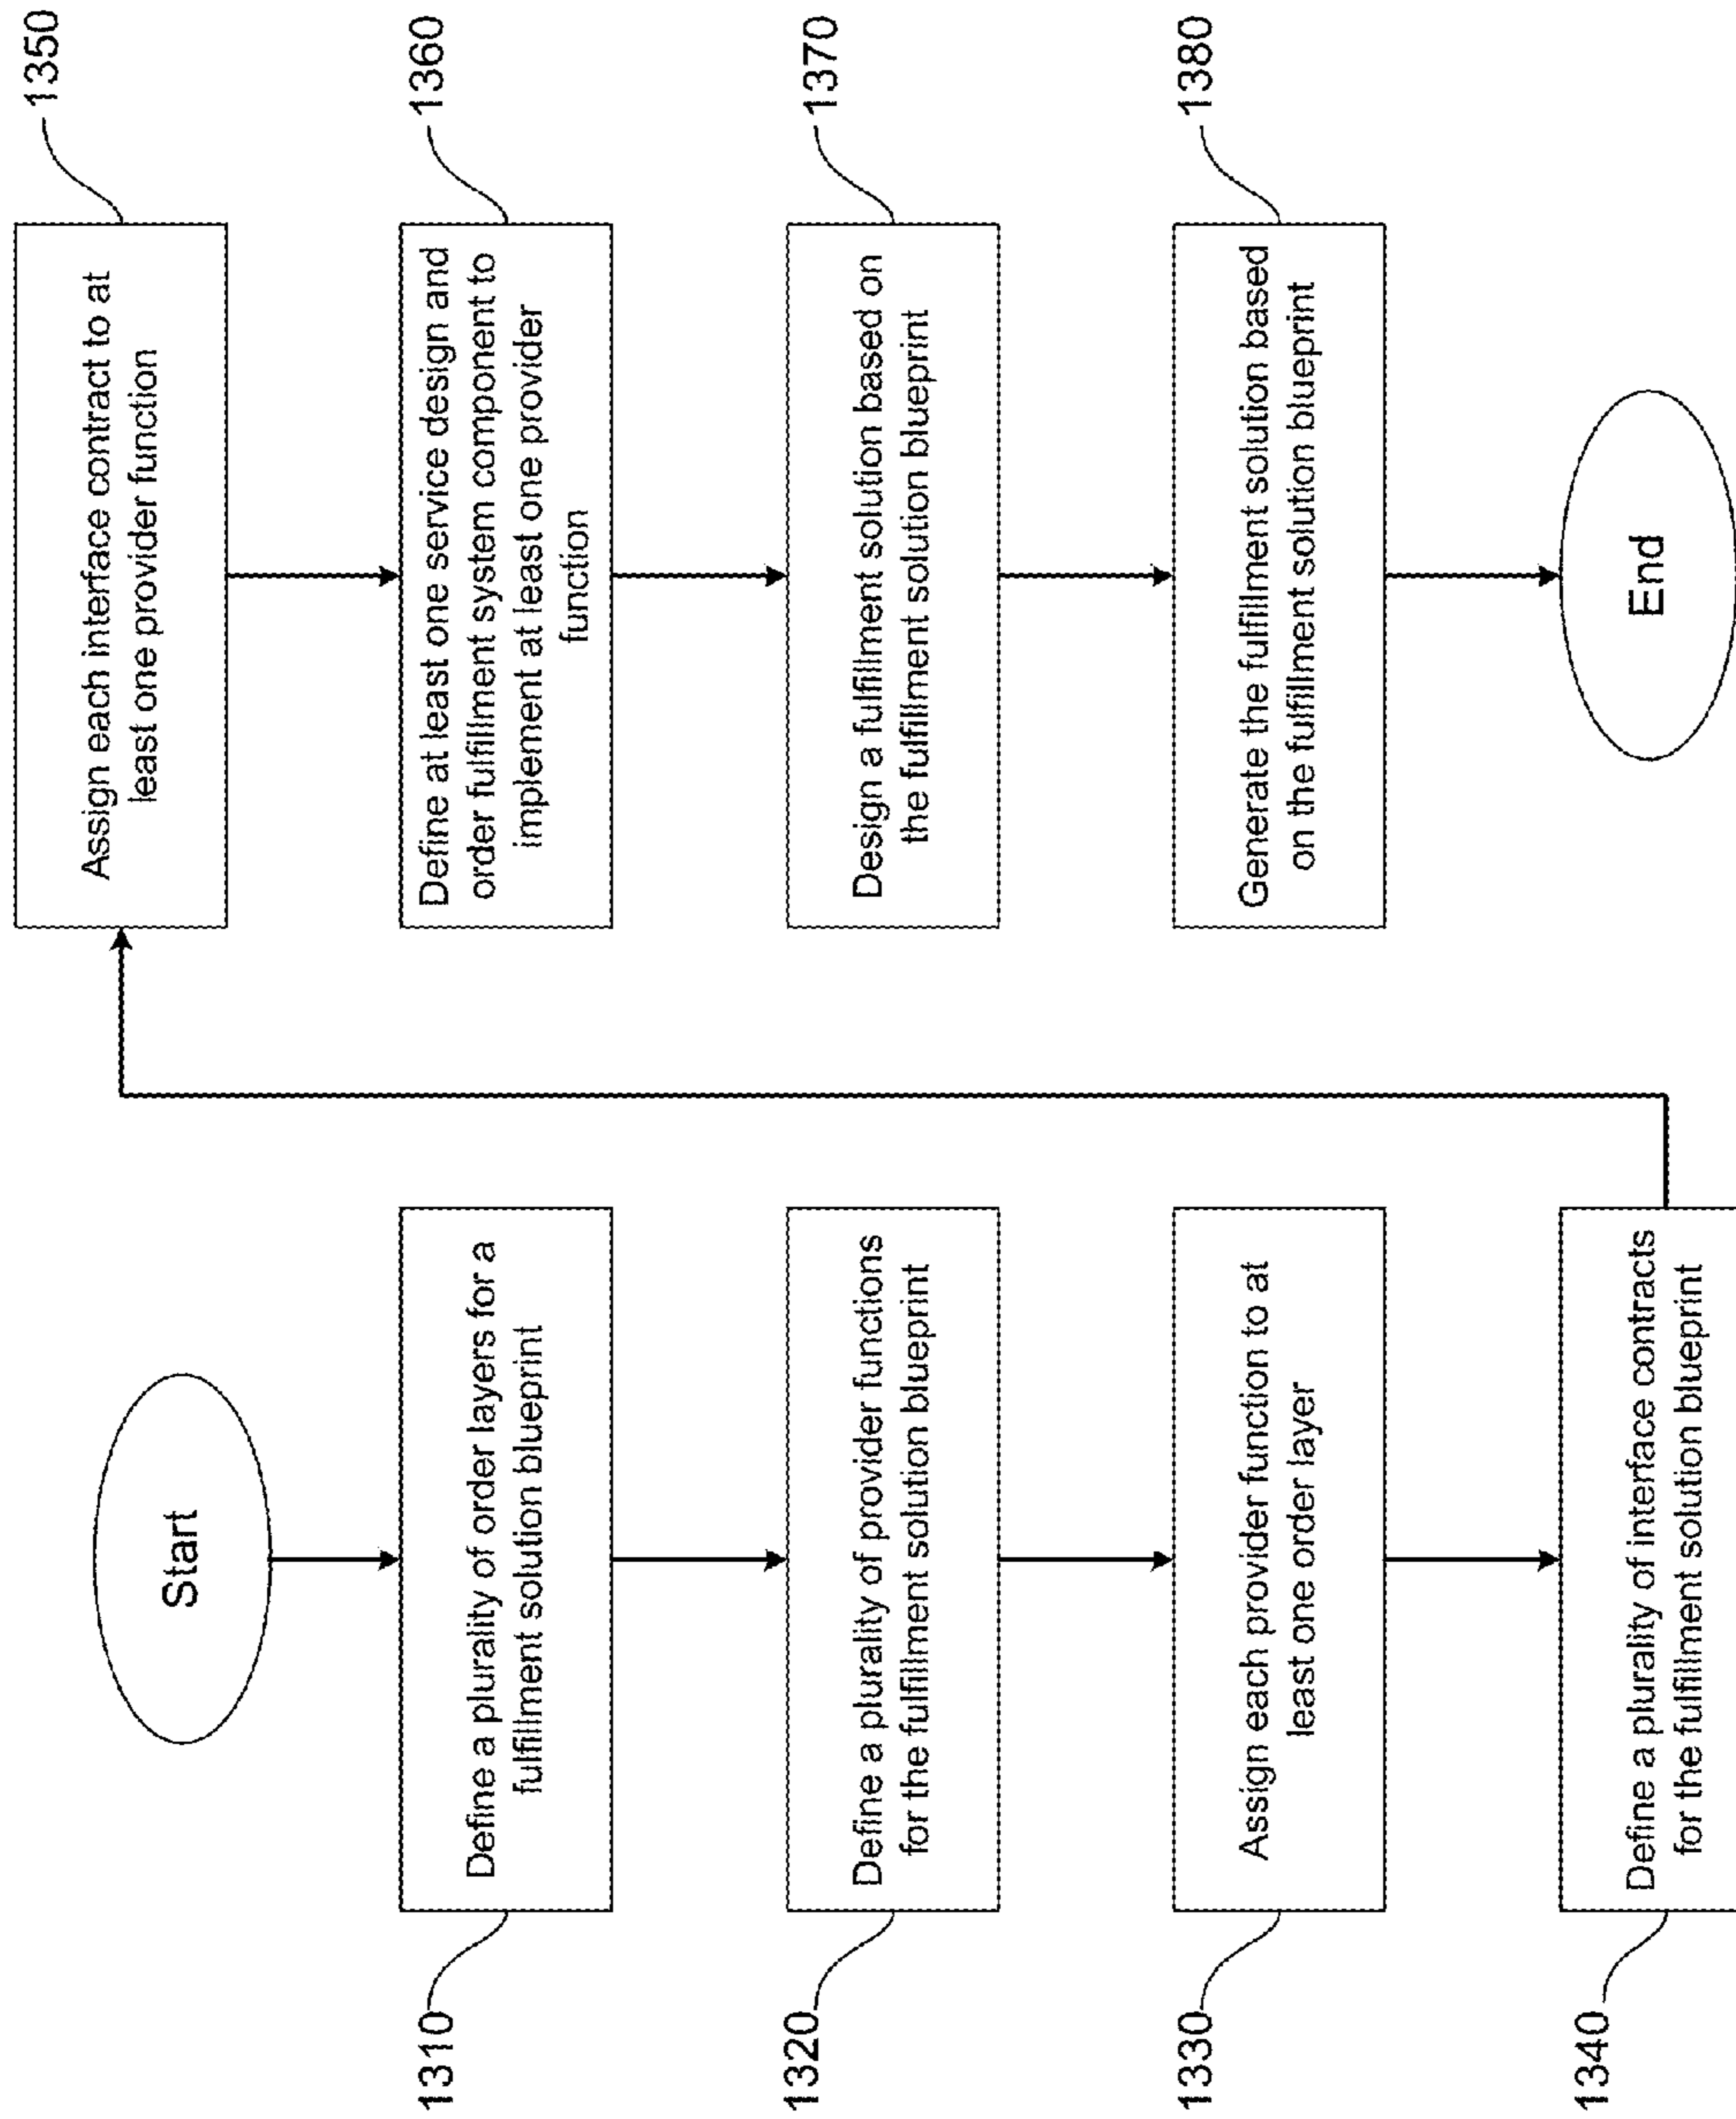 Start
1310
Define a plurality of order layers for a
fulfillment solution blueprint
1320
Define a plurality of provider functions
for the fulfillment solution blueprint
1330
Assign each provider function to at
least one order layer
1340
Define a plurality of interface contracts
for the fulfillment solution blueprint
1350
Assign each interface contract to at
least one provider function
1360
Define at least one service design and
order fulfillment system component to
implement at least one provider
function
1370
Design a fulfillment solution based on
the fulfillment solution blueprint
1380
Generate the fulfillment solution based
on the fulfillment solution blueprint
End